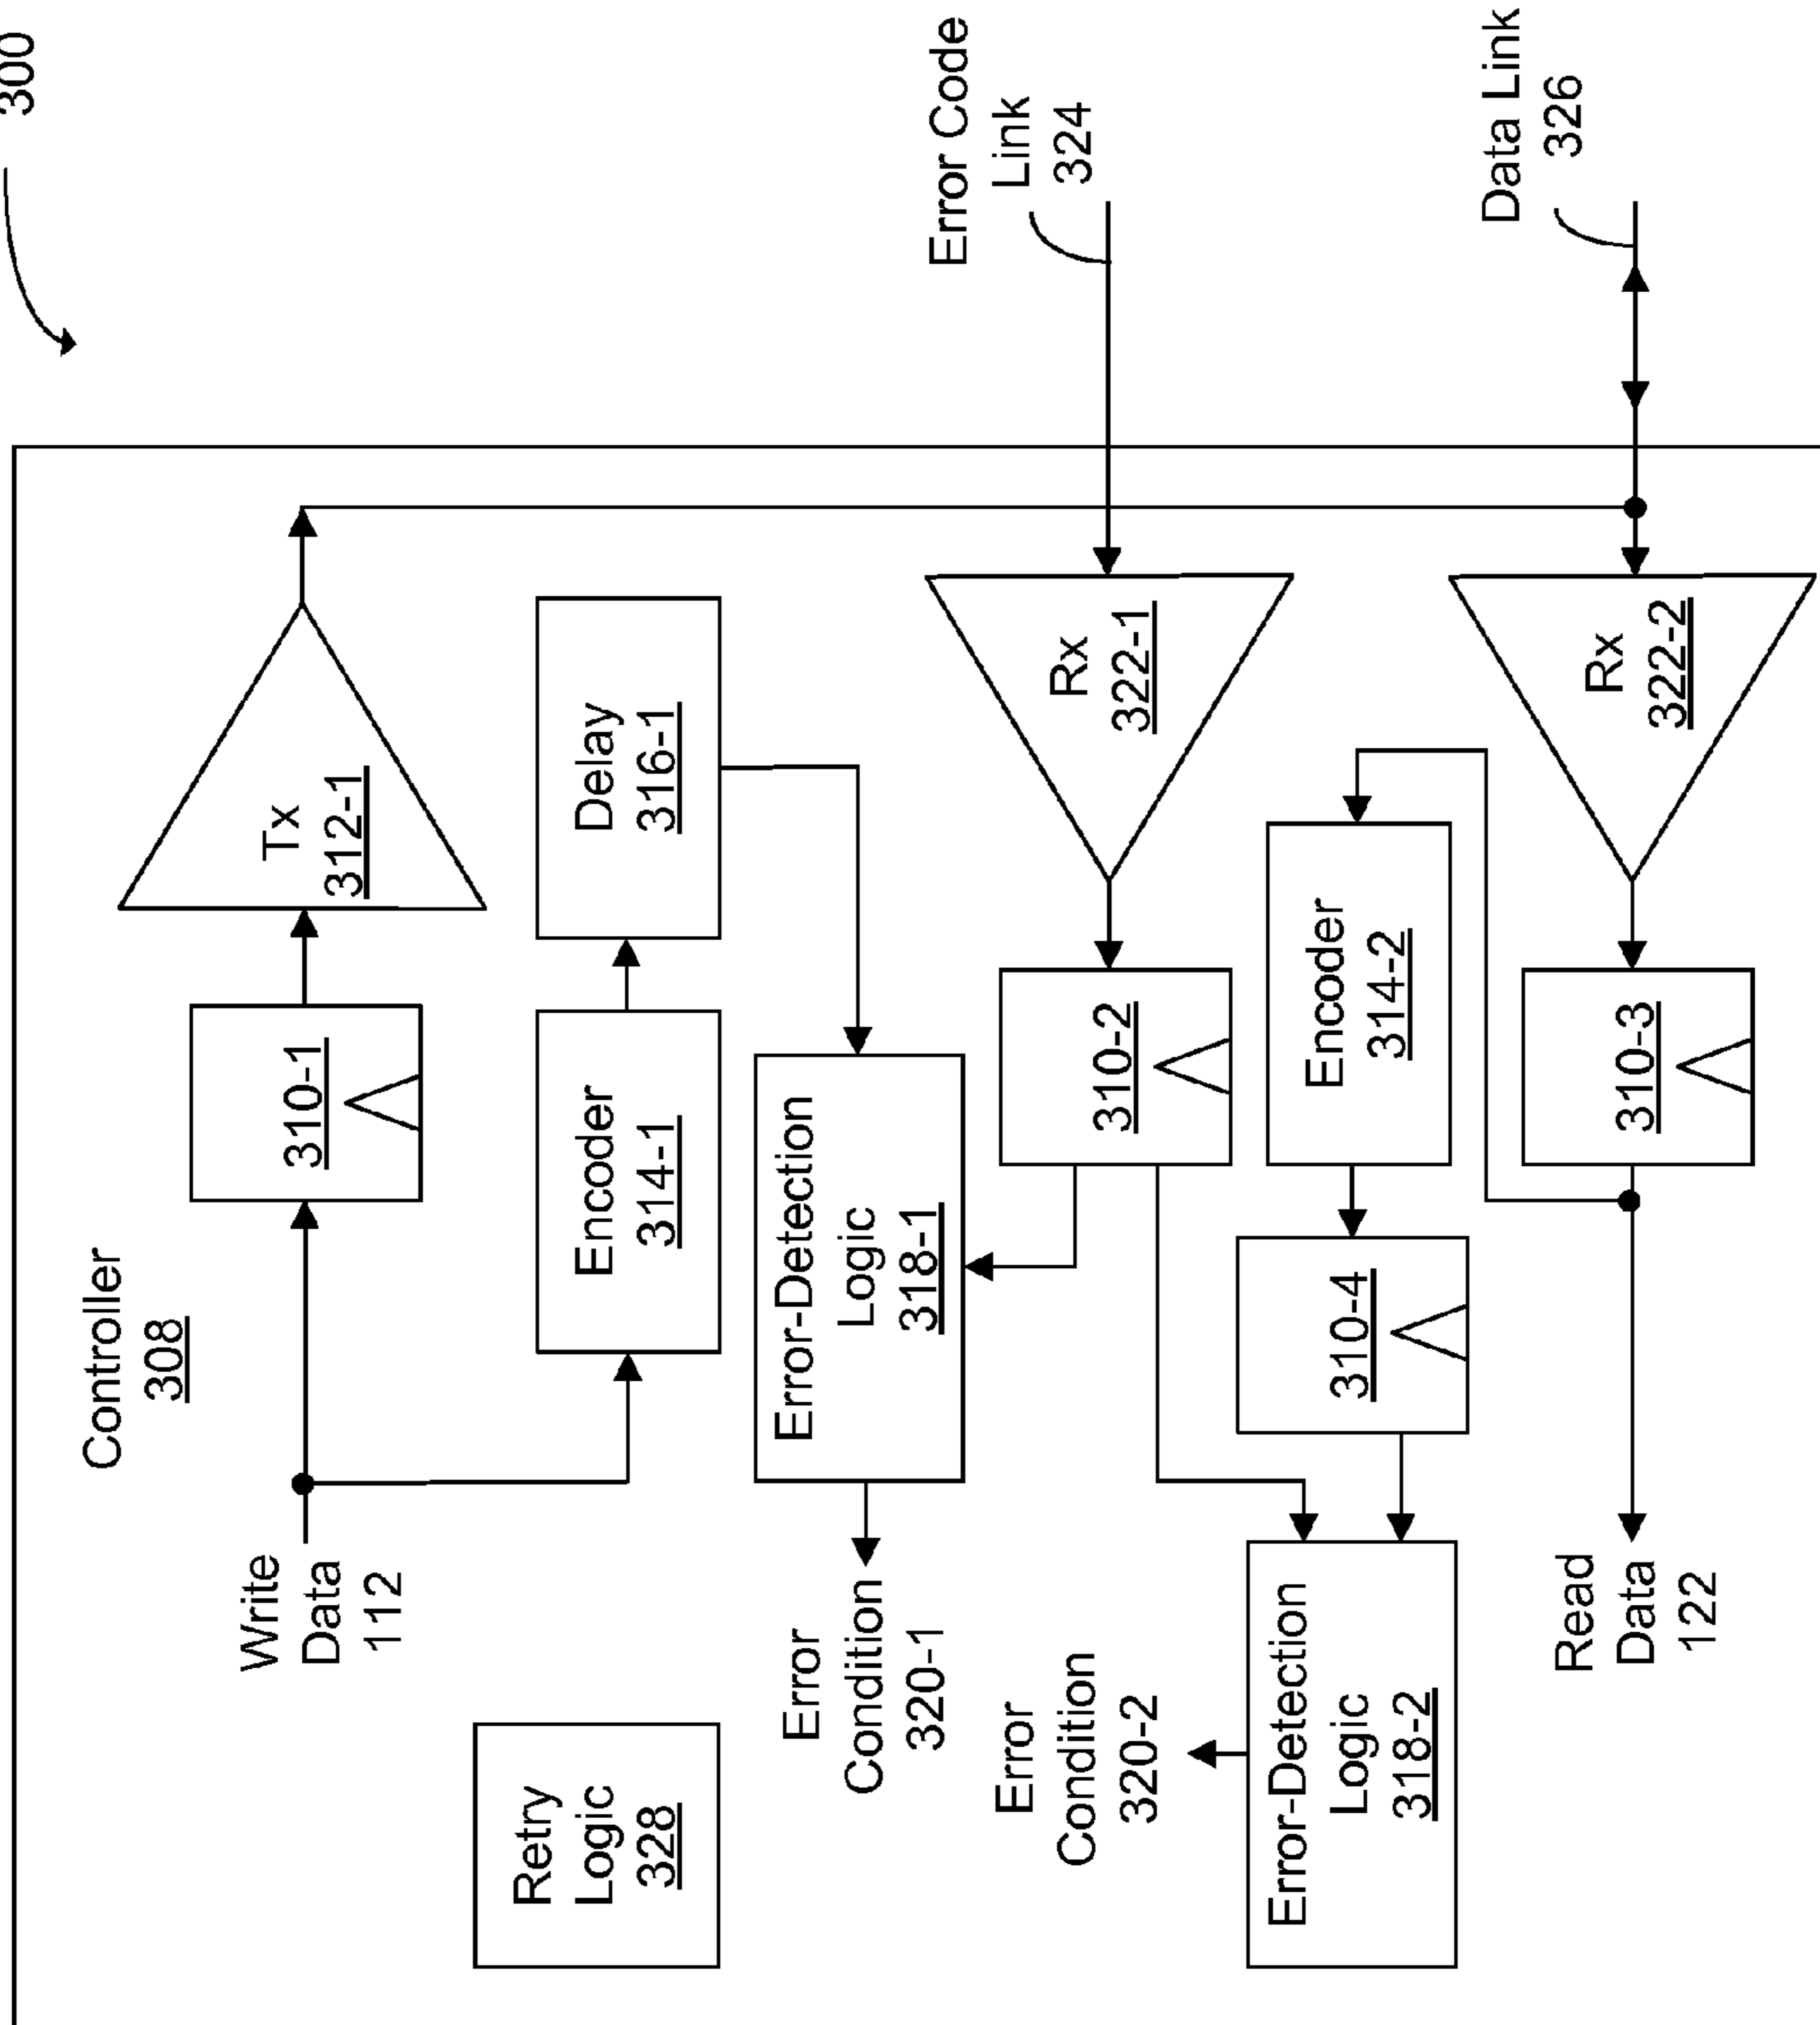 300
Controller
308
Write
Data
112
310-1
Tx
312-1
Retry
Logic
328
Encoder
314-1
Delay
316-1
Error
Condition
320-1
Error-Detection
Logic
318-1
Error Code
Link
324
Rx
322-1
310-2
Error
Condition
320-2
Error-Detection
Logic
318-2
310-4
Encoder
314-2
Data Link
326
Rx
322-2
310-3
Read
Data
122